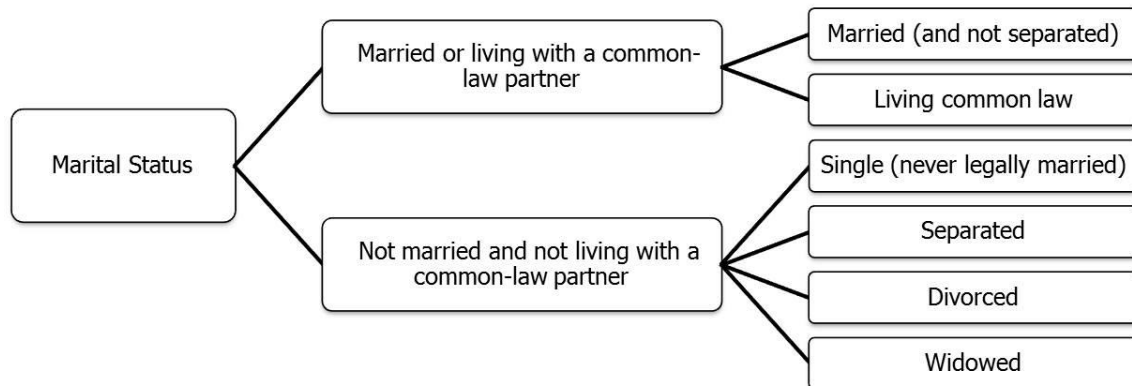 Marital Status
Married or living with a common-
law partner
Married (and not separated)
Living common law
Not married and not living with a
common-law partner
Single (never legally married)
Separated
Divorced
Widowed